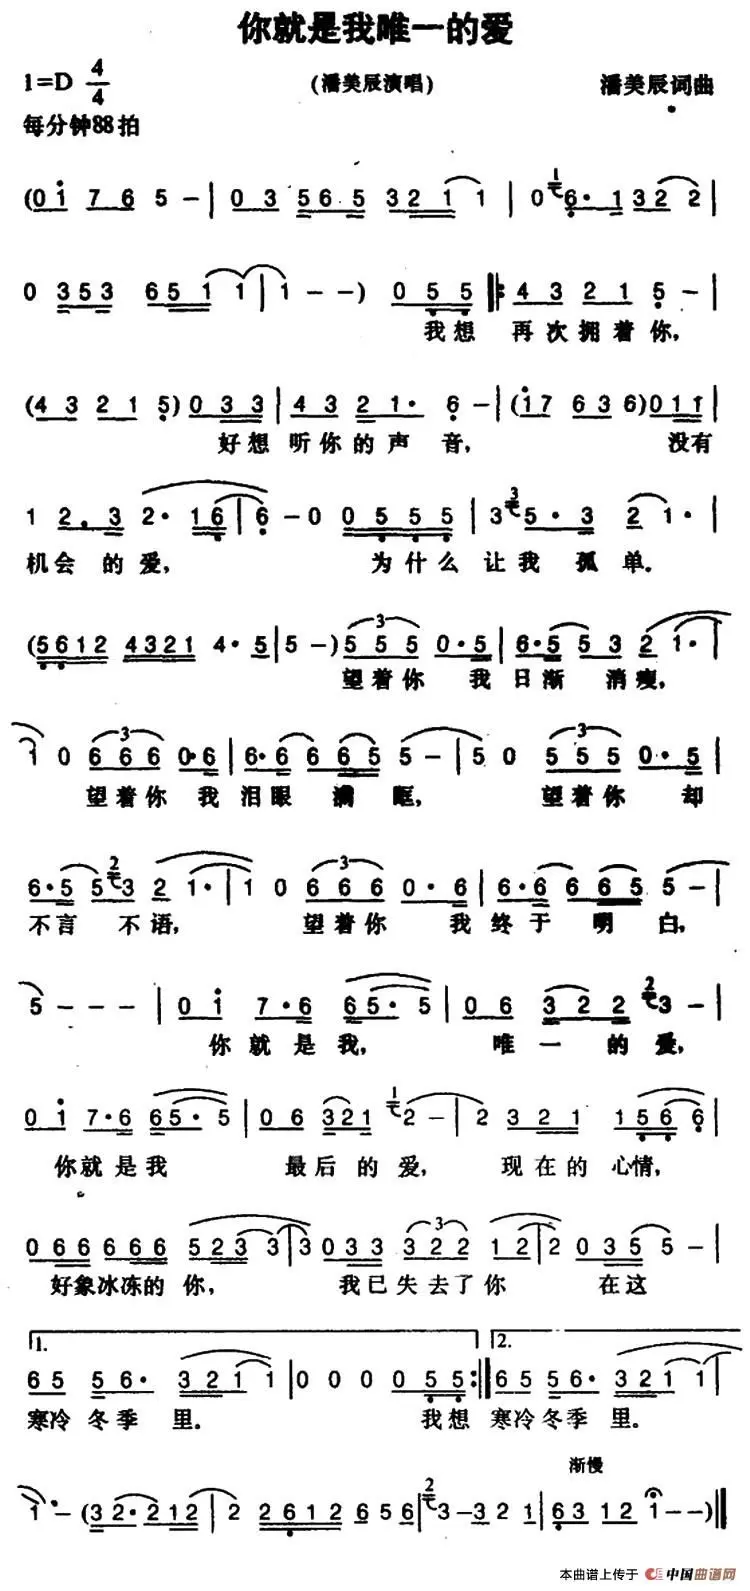 你就是我唯一的爱
1=D 4/4 (潘美辰演唱) 潘美辰词曲
每分钟88拍
(0 1 7 6 5 - | 0 3 5 6 5 3 2 1 1 | 0 1 6· 1 3 2 2 |
0 3 5 3 6 5 1 1 | 1 - -) 0 5 5 ‖: 4 3 2 1 5 - |
我想 再次拥着你,
(4 3 2 1 5) 0 3 3 | 4 3 2 1· 6 - | (1 7 6 3 6) 0 1 1 |
好想听你的声音, 没有
1 2· 3 2· 1 6 | 6 - 0 0 5 5 5 | 3 3 5· 3 2 1· |
机会的爱, 为什么让我孤单。
(5 6 1 2 4 3 2 1 4· 5 | 5 -) 3 5 5 5 0· 5 | 6· 5 5 3 2 1· |
望着你我日渐消瘦,
1 0 3 6 6 6 0· 6 | 6· 6 6 6 5 5 - | 5 0 3 5 5 5 0· 5 |
望着你我泪眼满眶, 望着你却
6· 5 5 2 3 2 1· | 1 0 3 6 6 6 0· 6 | 6· 6 6 6 5 5 - |
不言不语, 望着你我终于明白,
5 - - - | 0 1 7· 6 6 5· 5 | 0 6 3 2 2 2 3 - |
你就是我, 唯一的爱,
0 1 7· 6 6 5· 5 | 0 6 3 2 1 1 2 - | 2 3 2 1 1 5 6 6 |
你就是我最后的爱, 现在的心情,
0 6 6 6 6 6 5 2 3 3 | 3 0 3 3 3 3 2 2 1 2 | 2 0 3 5 5 - |
好象冰冻的你, 我已失去了你在这
1. 2.
6 5 5 6· 3 2 1 1 | 0 0 0 0 5 5 :‖ 6 5 5 6· 3 2 1 1 |
寒冷冬季里。 我想寒冷冬季里。
渐慢
1· - (3 2· 2 1 2 | 2 2 6 1 2 6 5 6 | 2 3 - 3 2 1 | 6 3 1 2 1 - -) ‖
本曲谱上传于 中国曲谱网